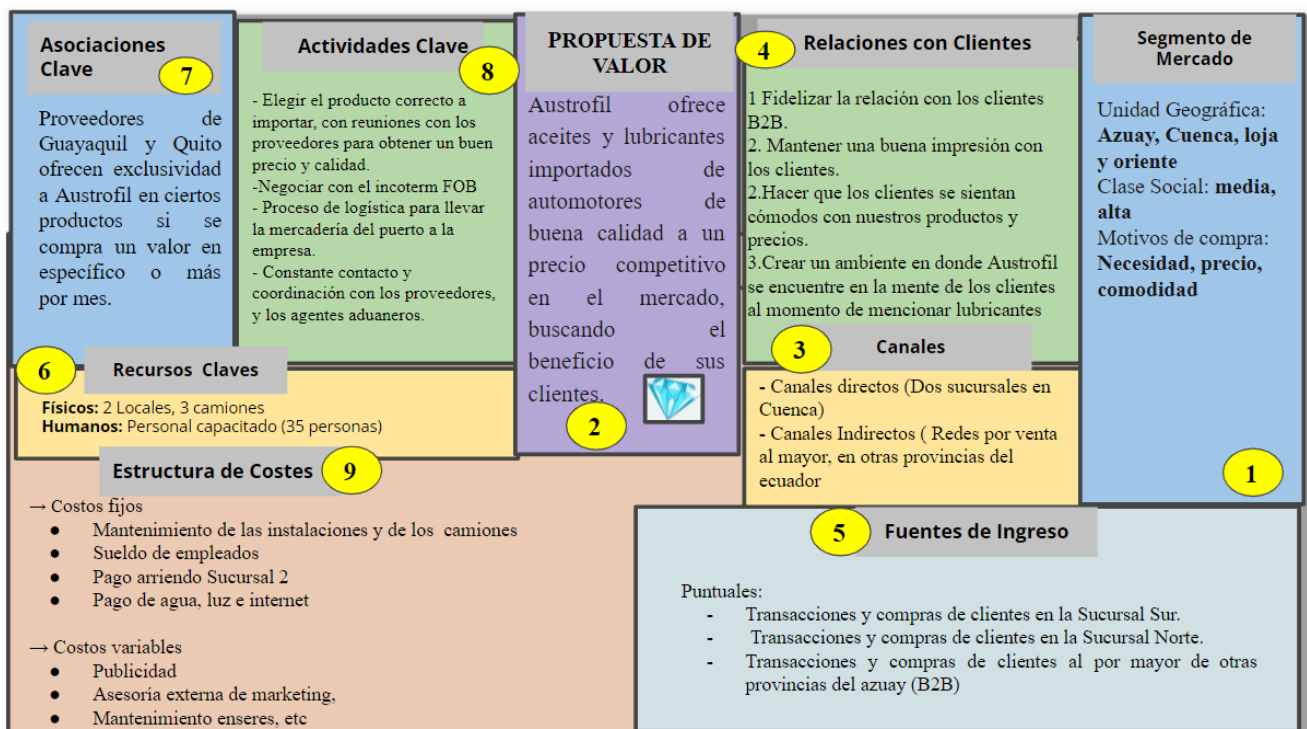 Asociaciones
Clave
7
Proveedores de
Guayaquil y Quito
ofrecen exclusividad
a Austrofil en ciertos
productos si se
compra un valor en
específico o más
por mes.
Actividades Clave
8
- Elegir el producto correcto a
importar, con reuniones con los
proveedores para obtener un buen
precio y calidad.
-Negociar con el incoterm FOB
- Proceso de logística para llevar
la mercadería del puerto a la
empresa.
- Constante contacto y
coordinación con los proveedores,
y los agentes aduaneros.
PROPUESTA DE
VALOR
Austrofil ofrece
aceites y lubricantes
importados de
automotores de
buena calidad a un
precio competitivo
en el mercado,
buscando el
beneficio de sus
clientes.
2
4
Relaciones con Clientes
1 Fidelizar la relación con los clientes
B2B.
2. Mantener una buena impresión con
los clientes.
2.Hacer que los clientes se sientan
cómodos con nuestros productos y
precios.
3.Crear un ambiente en donde Austrofil
se encuentre en la mente de los clientes
al momento de mencionar lubricantes
3
Canales
- Canales directos (Dos sucursales en
Cuenca)
- Canales Indirectos ( Redes por venta
al mayor, en otras provincias del
ecuador
Segmento de
Mercado
Unidad Geográfica:
Azuay, Cuenca, loja
y oriente
Clase Social: media,
alta
Motivos de compra:
Necesidad, precio,
comodidad
1
6
Recursos Claves
Físicos: 2 Locales, 3 camiones
Humanos: Personal capacitado (35 personas)
Estructura de Costes
9
→ Costos fijos
● Mantenimiento de las instalaciones y de los camiones
● Sueldo de empleados
● Pago arriendo Sucursal 2
● Pago de agua, luz e internet
→ Costos variables
● Publicidad
● Asesoría externa de marketing,
● Mantenimiento enseres, etc
5
Fuentes de Ingreso
Puntuales:
- Transacciones y compras de clientes en la Sucursal Sur.
- Transacciones y compras de clientes en la Sucursal Norte.
- Transacciones y compras de clientes al por mayor de otras
provincias del azuay (B2B)